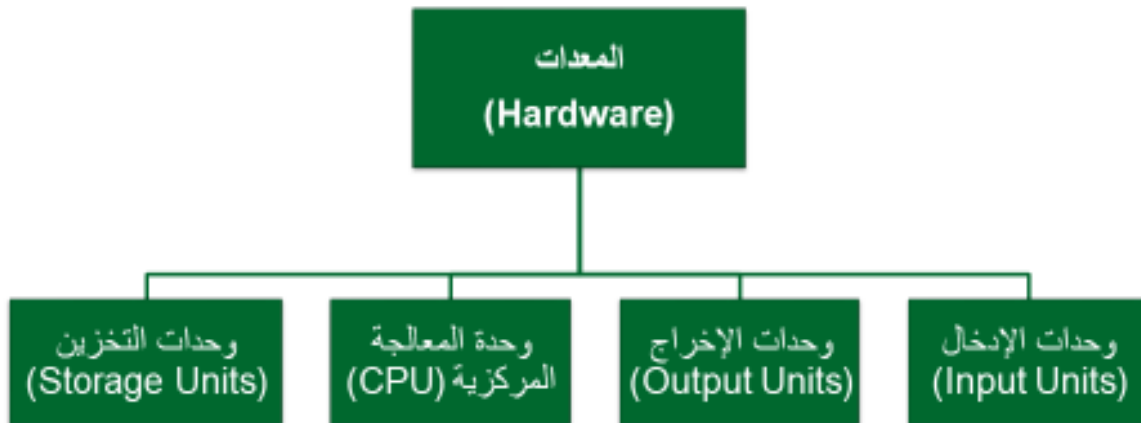 المعدات
(Hardware)
وحدات الإدخال
(Input Units)
وحدات الإخراج
(Output Units)
وحدة المعالجة
المركزية (CPU)
وحدات التخزين
(Storage Units)